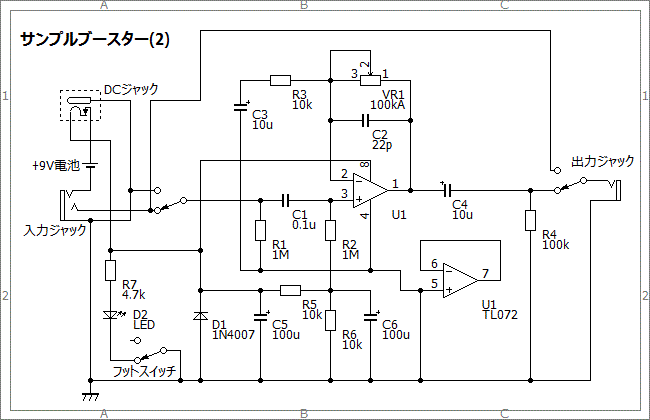 A B C
サンプルブースター(2)
DCジャック
3 2 1
R3
10k
VR1
100kA
1 1
C3
10u
C2
22p
+9V電池
8
出力ジャック
2
3
1
C1
0.1u
4
U1
C4
10u
入力ジャック
R1
1M
R2
1M
R4
100k
R7
4.7k
6
5
7
2 2
R5
10k
U1
TL072
D2
LED
D1
1N4007
C5
100u
R6
10k
C6
100u
フットスイッチ
A B C